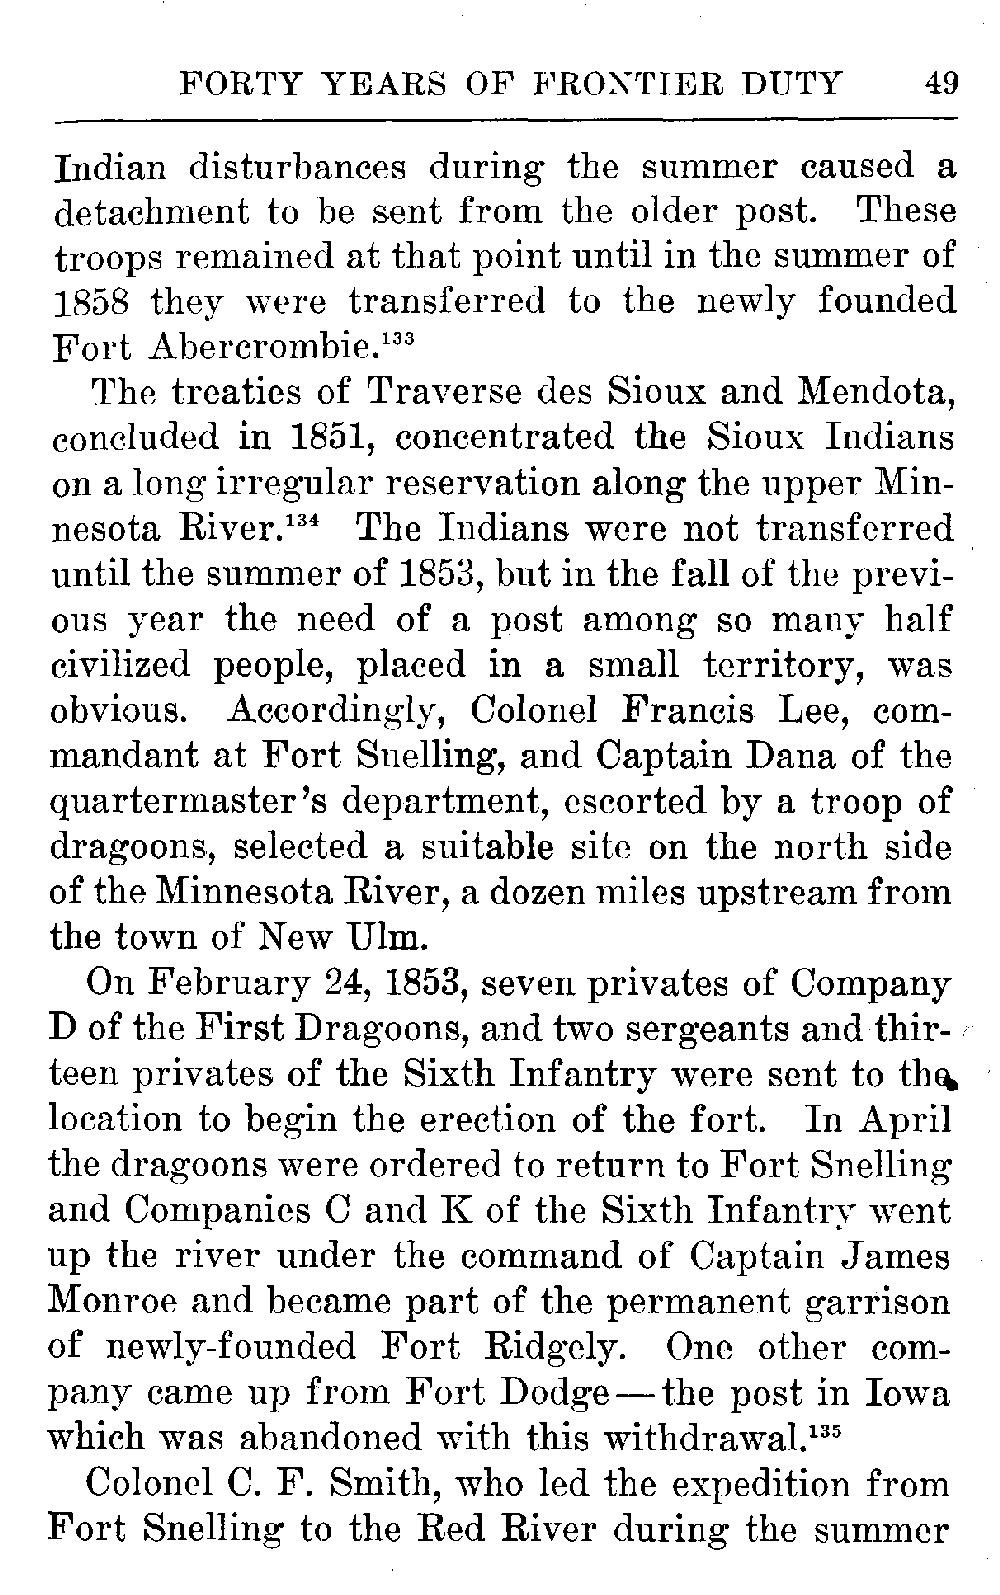 FORTY YEARS OF FRONTIER DUTY 49
Indian disturbances during the summer caused a
detachment to be sent from the older post. These
troops remained at that point until in the summer of
1858 they were transferred to the newly founded
Fort Abercrombie.¹³³
The treaties of Traverse des Sioux and Mendota,
concluded in 1851, concentrated the Sioux Indians
on a long irregular reservation along the upper Min-
nesota River.¹³⁴ The Indians were not transferred
until the summer of 1853, but in the fall of the previ-
ous year the need of a post among so many half
civilized people, placed in a small territory, was
obvious. Accordingly, Colonel Francis Lee, com-
mandant at Fort Snelling, and Captain Dana of the
quartermaster's department, escorted by a troop of
dragoons, selected a suitable site on the north side
of the Minnesota River, a dozen miles upstream from
the town of New Ulm.
On February 24, 1853, seven privates of Company
D of the First Dragoons, and two sergeants and thir-
teen privates of the Sixth Infantry were sent to the
location to begin the erection of the fort. In April
the dragoons were ordered to return to Fort Snelling
and Companies C and K of the Sixth Infantry went
up the river under the command of Captain James
Monroe and became part of the permanent garrison
of newly-founded Fort Ridgely. One other com-
pany came up from Fort Dodge—the post in Iowa
which was abandoned with this withdrawal.¹³⁵
Colonel C. F. Smith, who led the expedition from
Fort Snelling to the Red River during the summer